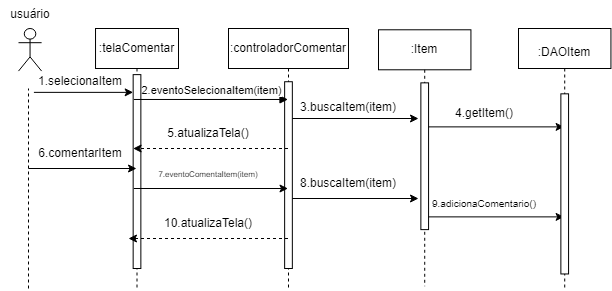 usuário
:telaComentar
:controladorComentar
:Item
:DAOItem
1.selecionaItem
2.eventoSelecionaItem(item)
3.buscaItem(item)
4.getItem()
5.atualizaTela()
6.comentarItem
7.eventoComentaItem(item)
8.buscaItem(item)
9.adicionaComentario()
10.atualizaTela()